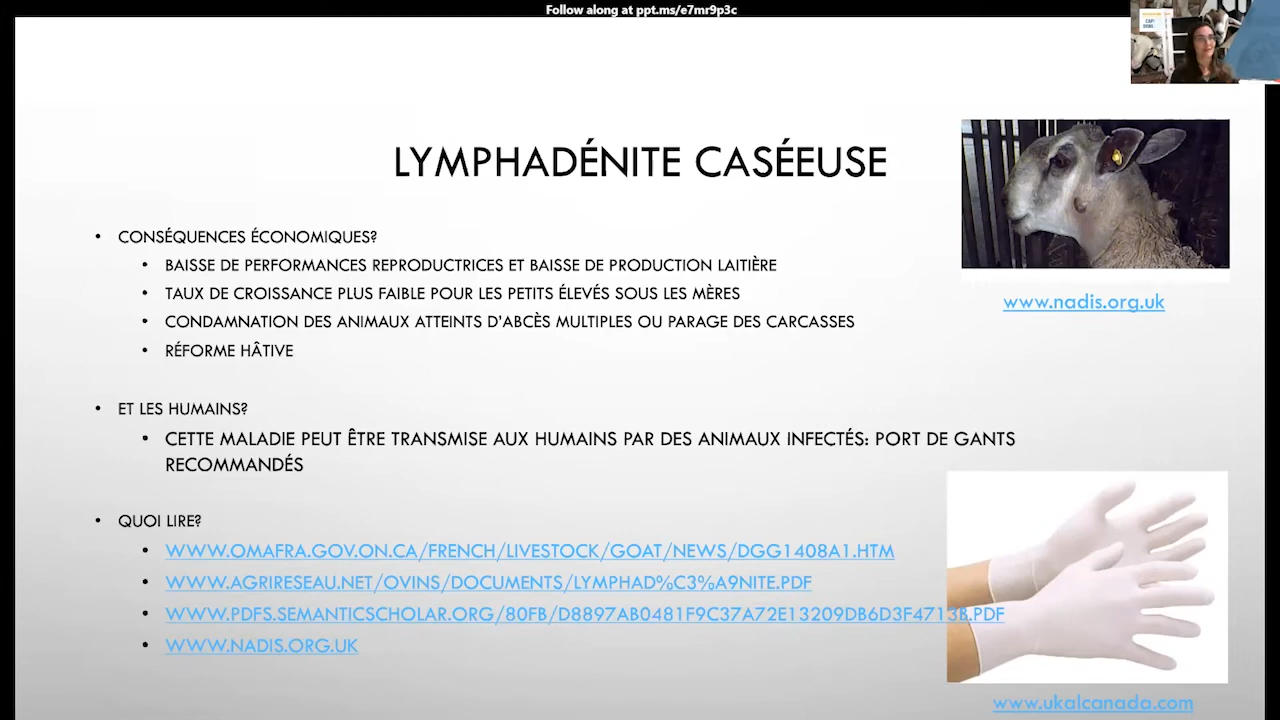 Follow along at ppt.ms/e7mr9p3c
LYMPHADÉNITE CASÉEUSE
www.nadis.org.uk
• CONSÉQUENCES ÉCONOMIQUES?
• BAISSE DE PERFORMANCES REPRODUCTRICES ET BAISSE DE PRODUCTION LAITIÈRE
• TAUX DE CROISSANCE PLUS FAIBLE POUR LES PETITS ÉLEVÉS SOUS LES MÈRES
• CONDAMNATION DES ANIMAUX ATTEINTS D'ABCÈS MULTIPLES OU PARAGE DES CARCASSES
• RÉFORME HÂTIVE
• ET LES HUMAINS?
• CETTE MALADIE PEUT ÊTRE TRANSMISE AUX HUMAINS PAR DES ANIMAUX INFECTÉS: PORT DE GANTS
RECOMMANDÉS
• QUOI LIRE?
• WWW.OMAFRA.GOV.ON.CA/FRENCH/LIVESTOCK/GOAT/NEWS/DGG1408A1.HTM
• WWW.AGRIRESEAU.NET/OVINS/DOCUMENTS/LYMPHAD%C3%A9NITE.PDF
• WWW.PDFS.SEMANTICSCHOLAR.ORG/80FB/D8897AB0481F9C37A72E13209DB6D3F4713B.PDF
• WWW.NADIS.ORG.UK
www.ukalcanada.com